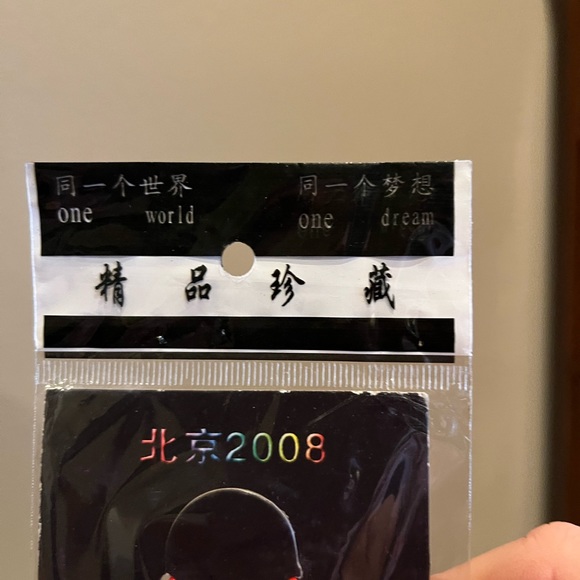 同一个世界 同一个梦想
one world one dream
精品珍藏
北京2008